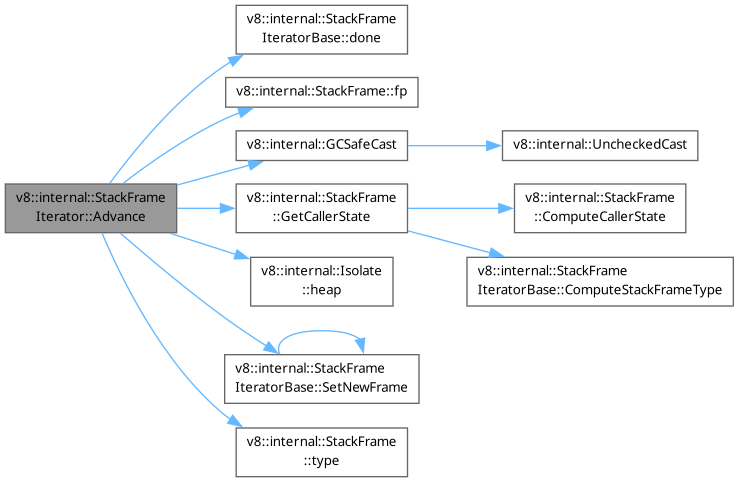 v8::internal::StackFrame
IteratorBase::done
v8::internal::StackFrame::fp
v8::internal::GCSafeCast
v8::internal::UncheckedCast
v8::internal::StackFrame
Iterator::Advance
v8::internal::StackFrame
::GetCallerState
v8::internal::StackFrame
::ComputeCallerState
v8::internal::Isolate
::heap
v8::internal::StackFrame
IteratorBase::ComputeStackFrameType
v8::internal::StackFrame
IteratorBase::SetNewFrame
v8::internal::StackFrame
::type